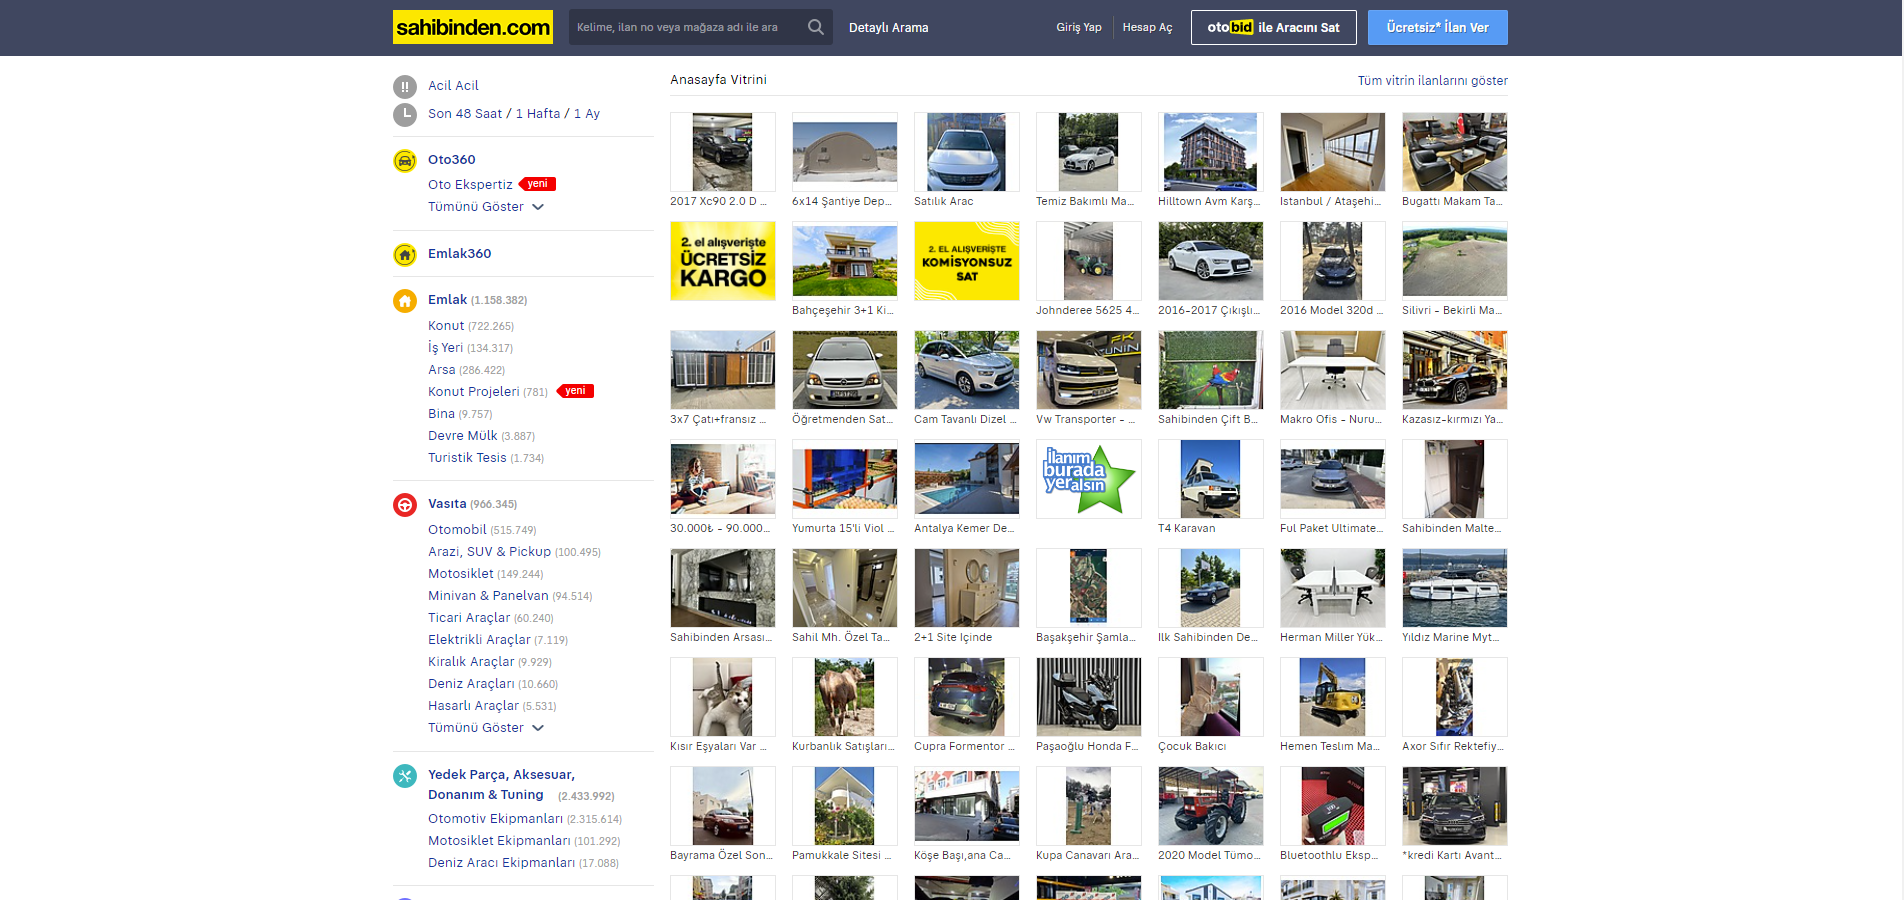 sahibinden.com
Kelime, ilan no veya mağaza adı ile ara
Detaylı Arama
Giriş Yap
Hesap Aç
otobid ile Aracını Sat
Ücretsiz* İlan Ver
Acil Acil
Son 48 Saat / 1 Hafta / 1 Ay
Oto360
Oto Ekspertiz yeni
Tümünü Göster
Emlak360
Emlak (1.158.382)
Konut (722.265)
İş Yeri (134.317)
Arsa (286.422)
Konut Projeleri (781) yeni
Bina (9.757)
Devre Mülk (3.887)
Turistik Tesis (1.734)
Vasıta (966.345)
Otomobil (515.749)
Arazi, SUV & Pickup (100.495)
Motosiklet (149.244)
Minivan & Panelvan (94.514)
Ticari Araçlar (60.240)
Elektrikli Araçlar (7.119)
Kiralık Araçlar (9.929)
Deniz Araçları (10.660)
Hasarlı Araçlar (5.531)
Tümünü Göster
Yedek Parça, Aksesuar,
Donanım & Tuning (2.433.992)
Otomotiv Ekipmanları (2.315.614)
Motosiklet Ekipmanları (101.292)
Deniz Aracı Ekipmanları (17.088)
Anasayfa Vitrini
Tüm vitrin ilanlarını göster
2017 Xc90 2.0 D ...
6x14 Şantiye Dep...
Satılık Arac
Temiz Bakımlı Ma...
Hilltown Avm Karş...
Istanbul / Ataşehi...
Bugattı Makam Ta...
2. el alışverişte
ÜCRETSİZ
KARGO
Bahçeşehir 3+1 Ki...
2. EL ALIŞVERİŞTE
KOMİSYONSUZ
SAT
Johnderee 5625 4...
2016-2017 Çıkışlı...
2016 Model 320d ...
Silivri - Bekirli Ma...
3x7 Çatı+fransız ...
Öğretmenden Sat...
Cam Tavanlı Dizel ...
Vw Transporter - ...
Sahibinden Çift B...
Makro Ofis - Nuru...
Kazasız-kırmızı Ya...
30.000₺ - 90.000...
Yumurta 15'li Viol ...
Antalya Kemer De...
ilanım
burada
yeralsın
T4 Karavan
Ful Paket Ultimate...
Sahibinden Malte...
Sahibinden Arsası...
Sahil Mh. Özel Ta...
2+1 Site Içinde
Başakşehir Şamla...
Ilk Sahibinden De...
Herman Miller Yük...
Yıldız Marine Myt...
Kısır Eşyaları Var ...
Kurbanlık Satışları...
Cupra Formentor ...
Paşaoğlu Honda F...
Çocuk Bakıcı
Hemen Teslim Ma...
Axor Sıfır Rektefiy...
Bayrama Özel Son...
Pamukkale Sitesi ...
Köşe Başı,ana Ca...
Kupa Canavarı Ara...
2020 Model Tümo...
Bluetoothlu Eksp...
*kredi Kartı Avant...